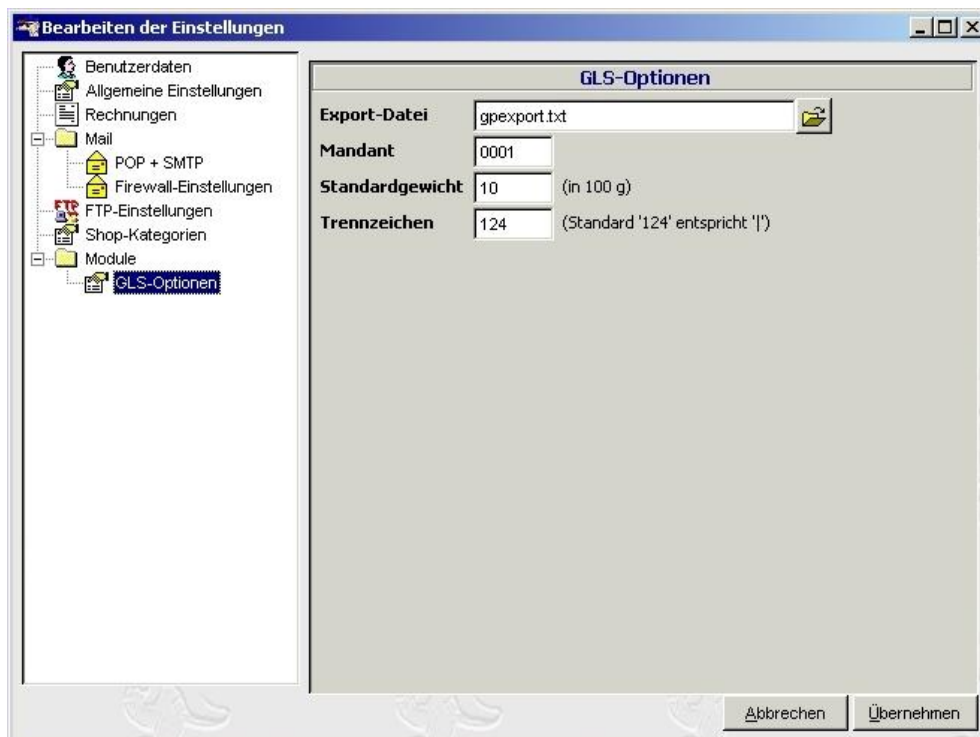 Bearbeiten der Einstellungen
Benutzerdaten
Allgemeine Einstellungen
Rechnungen
Mail
POP + SMTP
Firewall-Einstellungen
FTP
FTP-Einstellungen
Shop-Kategorien
Module
GLS-Optionen
GLS-Optionen
Export-Datei gpexport.txt
Mandant 0001
Standardgewicht 10 (in 100 g)
Trennzeichen 124 (Standard '124' entspricht '|')
Abbrechen Übernehmen